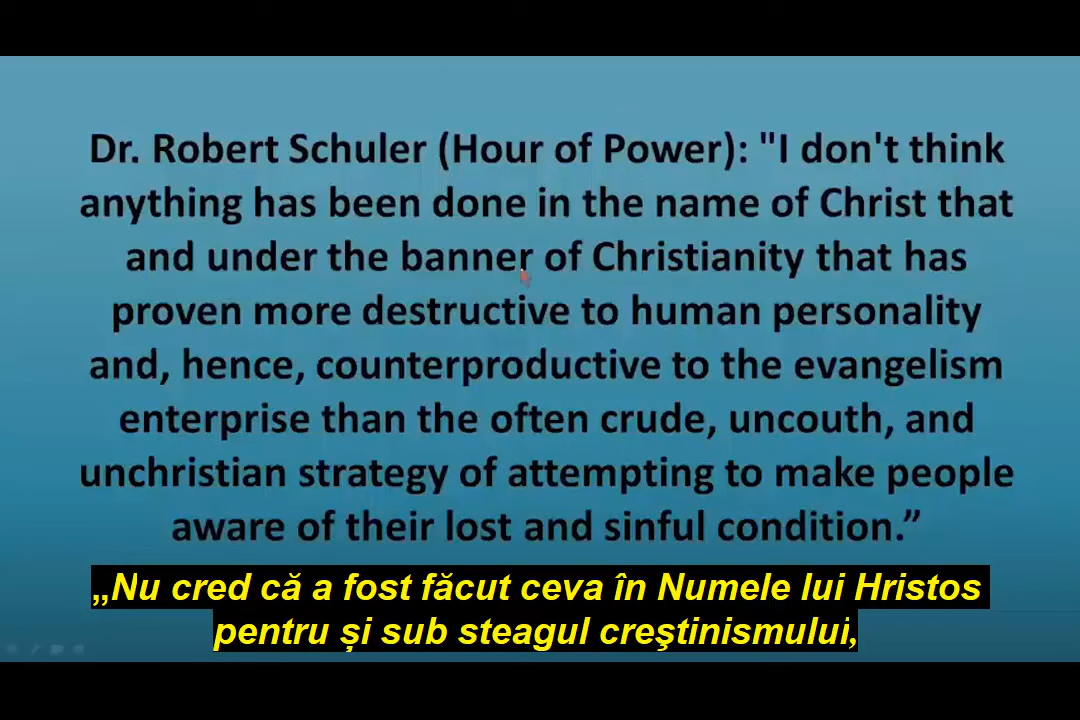 Dr. Robert Schuler (Hour of Power): "I don't think
anything has been done in the name of Christ that
and under the banner of Christianity that has
proven more destructive to human personality
and, hence, counterproductive to the evangelism
enterprise than the often crude, uncouth, and
unchristian strategy of attempting to make people
aware of their lost and sinful condition.”
„Nu cred că a fost făcut ceva în Numele lui Hristos
pentru și sub steagul creştinismului,